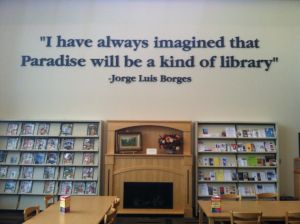 "I have always imagined that
Paradise will be a kind of library"
-Jorge Luis Borges